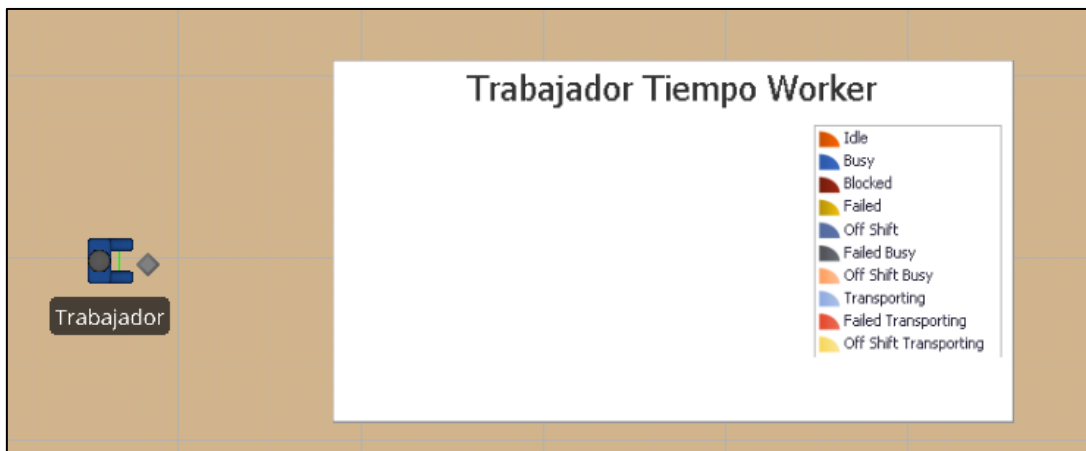 Trabajador Tiempo Worker
Idle
Busy
Blocked
Failed
Off Shift
Failed Busy
Off Shift Busy
Transporting
Failed Transporting
Off Shift Transporting
Trabajador